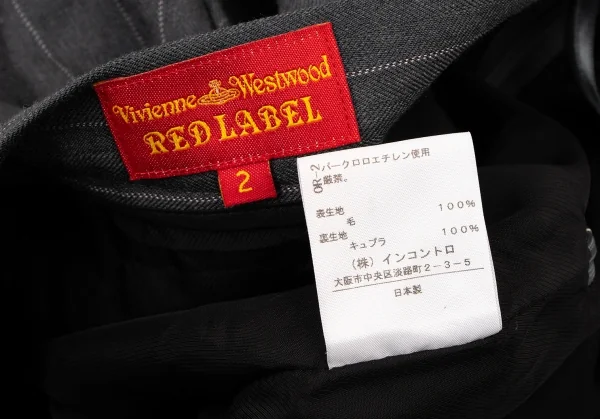 Vivienne Westwood
RED LABEL
2
OR-2
パークロロエチレン使用
厳禁。
表生地 100%
毛
裏生地 100%
キュプラ
(株) インコントロ
大阪市中央区淡路町2-3-5
日本製